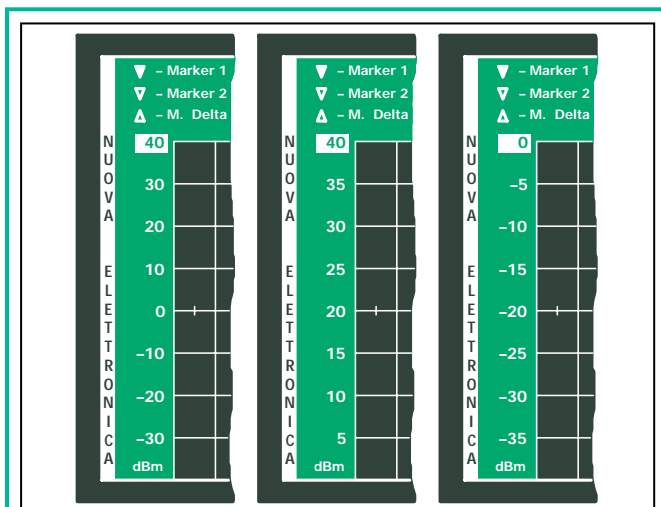 NUOVA ELETTRONICA
– Marker 1
– Marker 2
– M. Delta
40
30
20
10
0
–10
–20
–30
dBm
NUOVA ELETTRONICA
– Marker 1
– Marker 2
– M. Delta
40
35
30
25
20
15
10
5
dBm
NUOVA ELETTRONICA
– Marker 1
– Marker 2
– M. Delta
0
–5
–10
–15
–20
–25
–30
–35
dBm